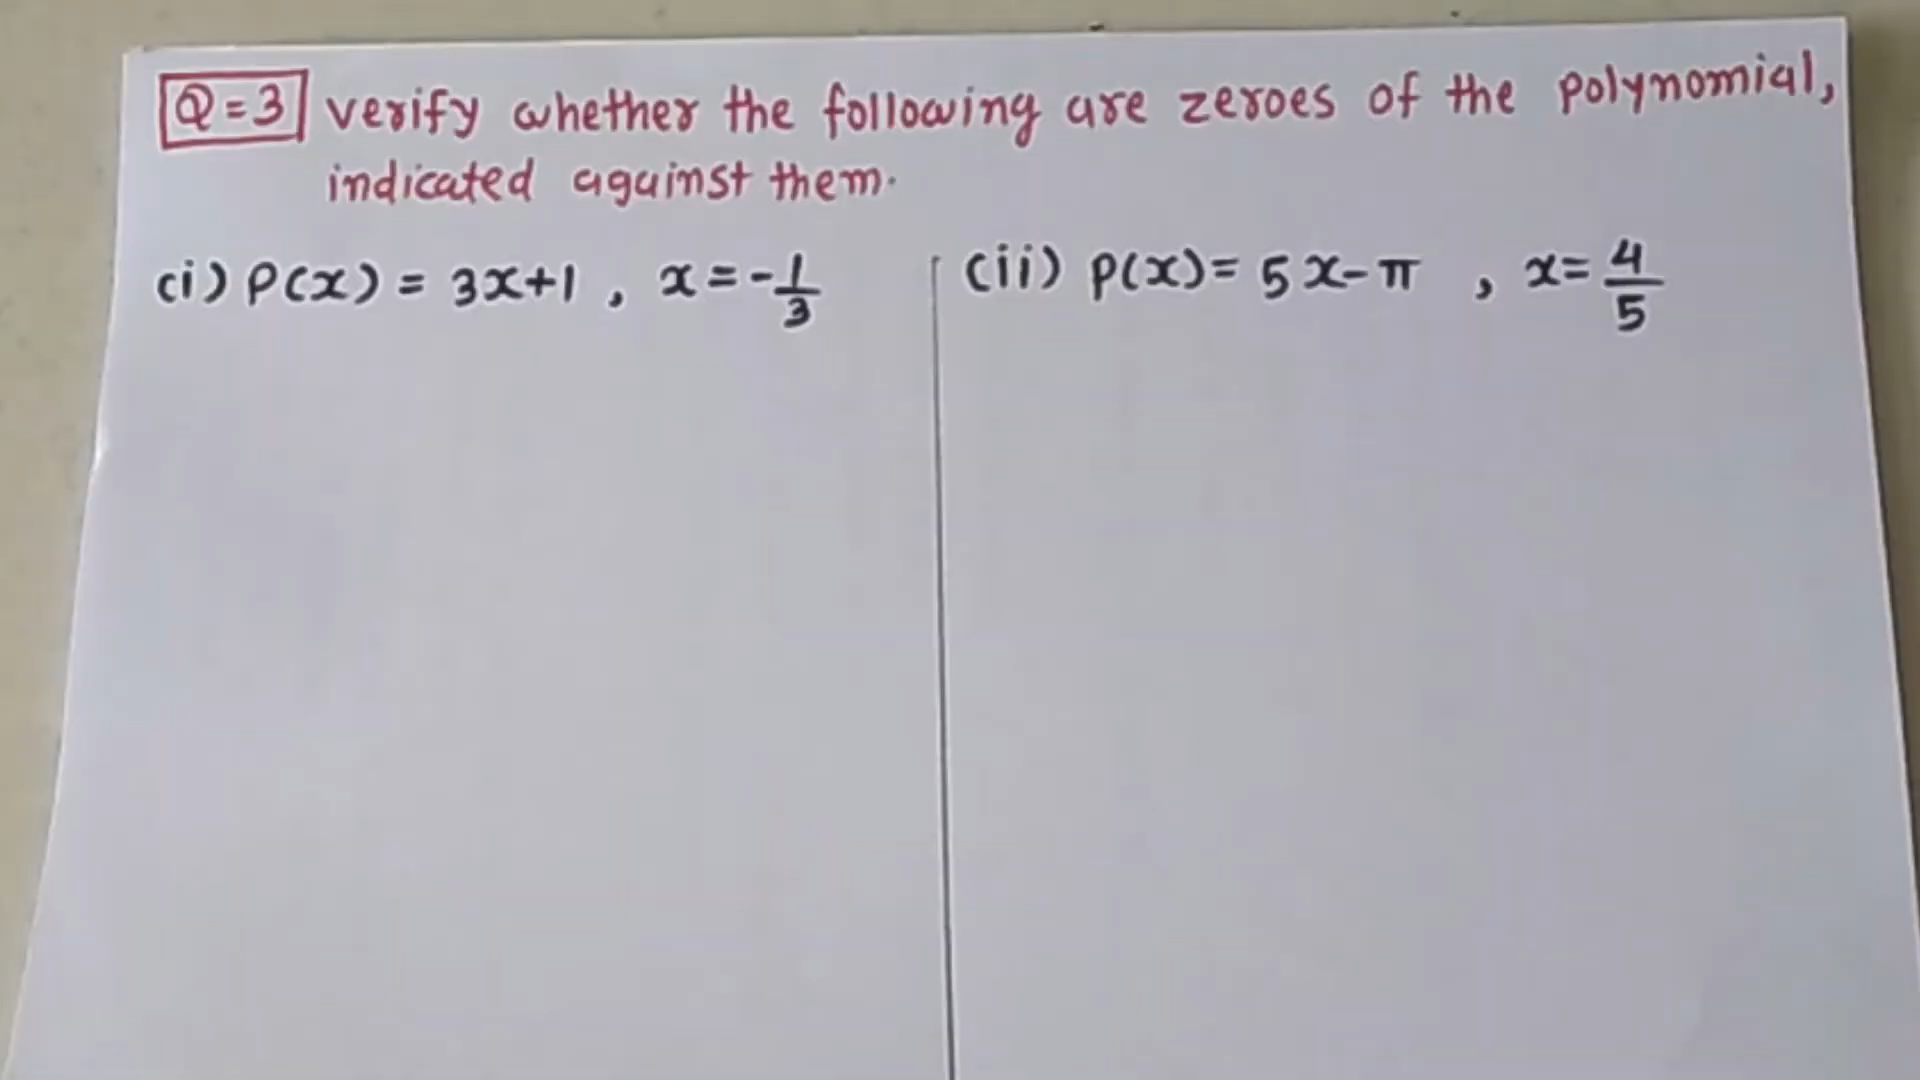 Q=3 verify whether the following are zeroes of the polynomial,
indicated against them.
(i) P(x) = 3x+1 , x=-1/3
(ii) p(x)= 5x-π , x=4/5